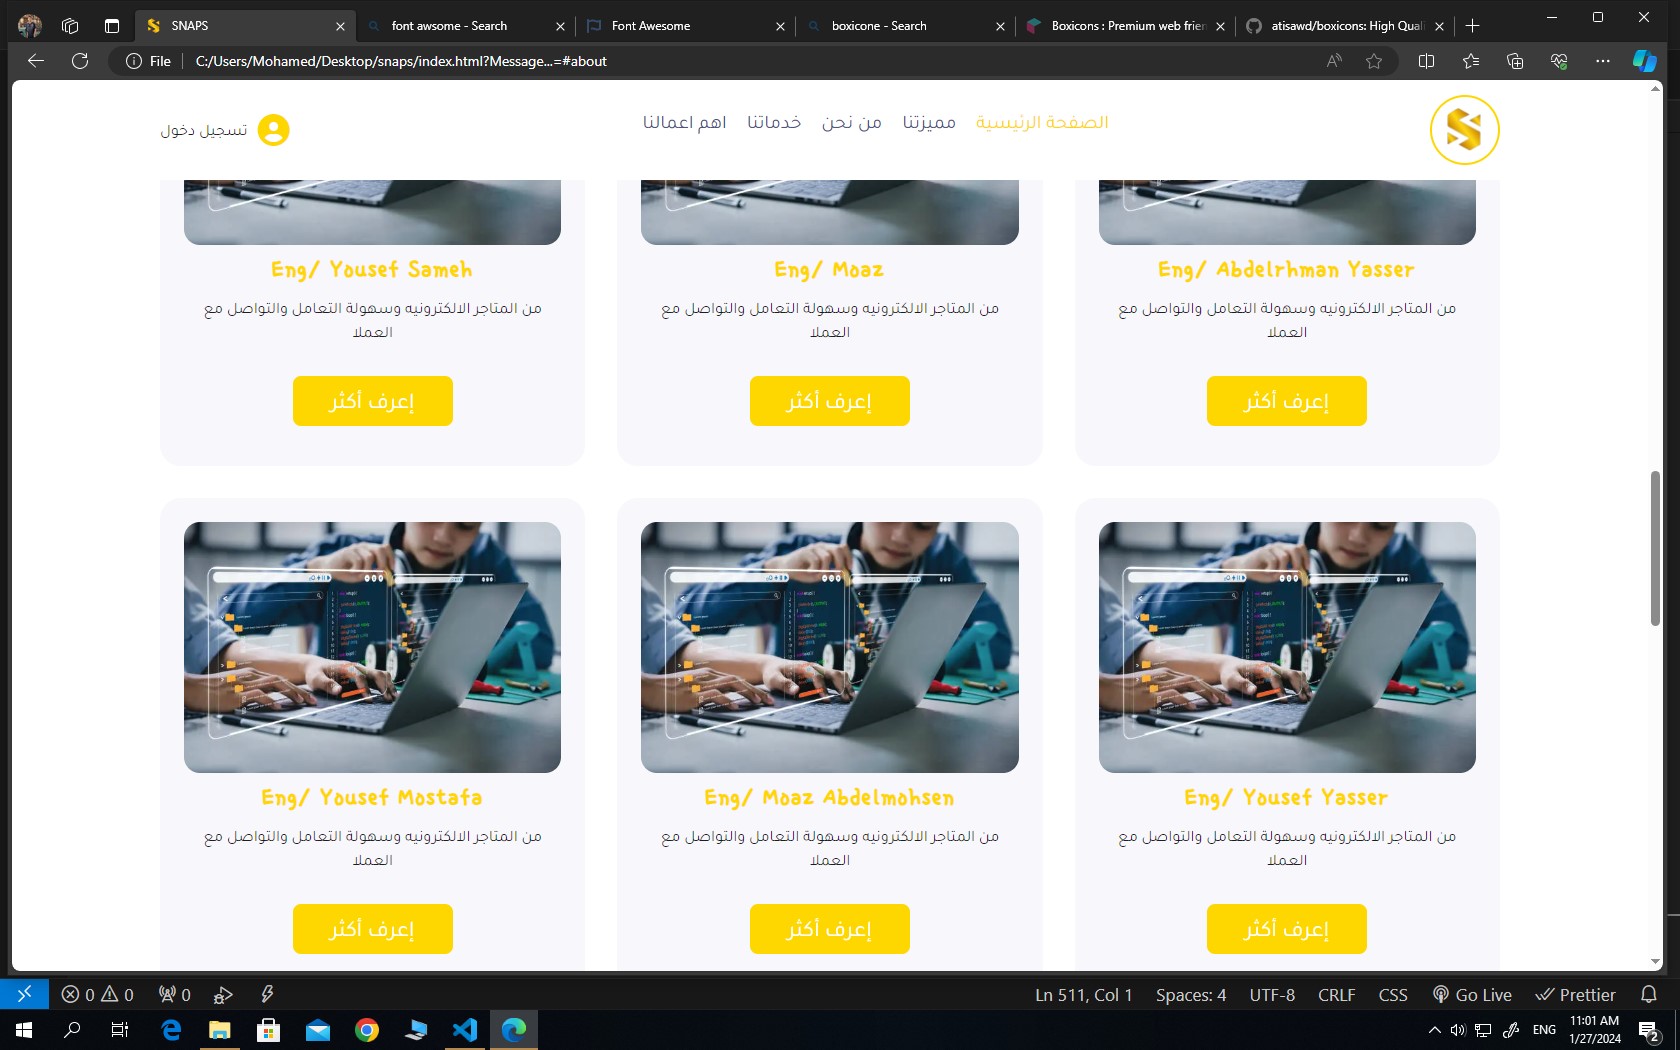 SNAPS
font awsome - Search
Font Awesome
boxicone - Search
Boxicons : Premium web frien
atisawd/boxicons: High Quali
File
C:/Users/Mohamed/Desktop/snaps/index.html?Message...=#about
الصفحة الرئيسية
مميزتنا
من نحن
خدماتنا
اهم اعمالنا
تسجيل دخول
Eng/ Yousef Sameh
من المتاجر الالكترونيه وسهولة التعامل والتواصل مع
العملا
إعرف أكثر
Eng/ Moaz
من المتاجر الالكترونيه وسهولة التعامل والتواصل مع
العملا
إعرف أكثر
Eng/ Abdelrhman Yasser
من المتاجر الالكترونيه وسهولة التعامل والتواصل مع
العملا
إعرف أكثر
Eng/ Yousef Mostafa
من المتاجر الالكترونيه وسهولة التعامل والتواصل مع
العملا
إعرف أكثر
Eng/ Moaz Abdelmohsen
من المتاجر الالكترونيه وسهولة التعامل والتواصل مع
العملا
إعرف أكثر
Eng/ Yousef Yasser
من المتاجر الالكترونيه وسهولة التعامل والتواصل مع
العملا
إعرف أكثر
0 0 0
Ln 511, Col 1
Spaces: 4
UTF-8
CRLF
CSS
Go Live
Prettier
ENG
11:01 AM
1/27/2024
2